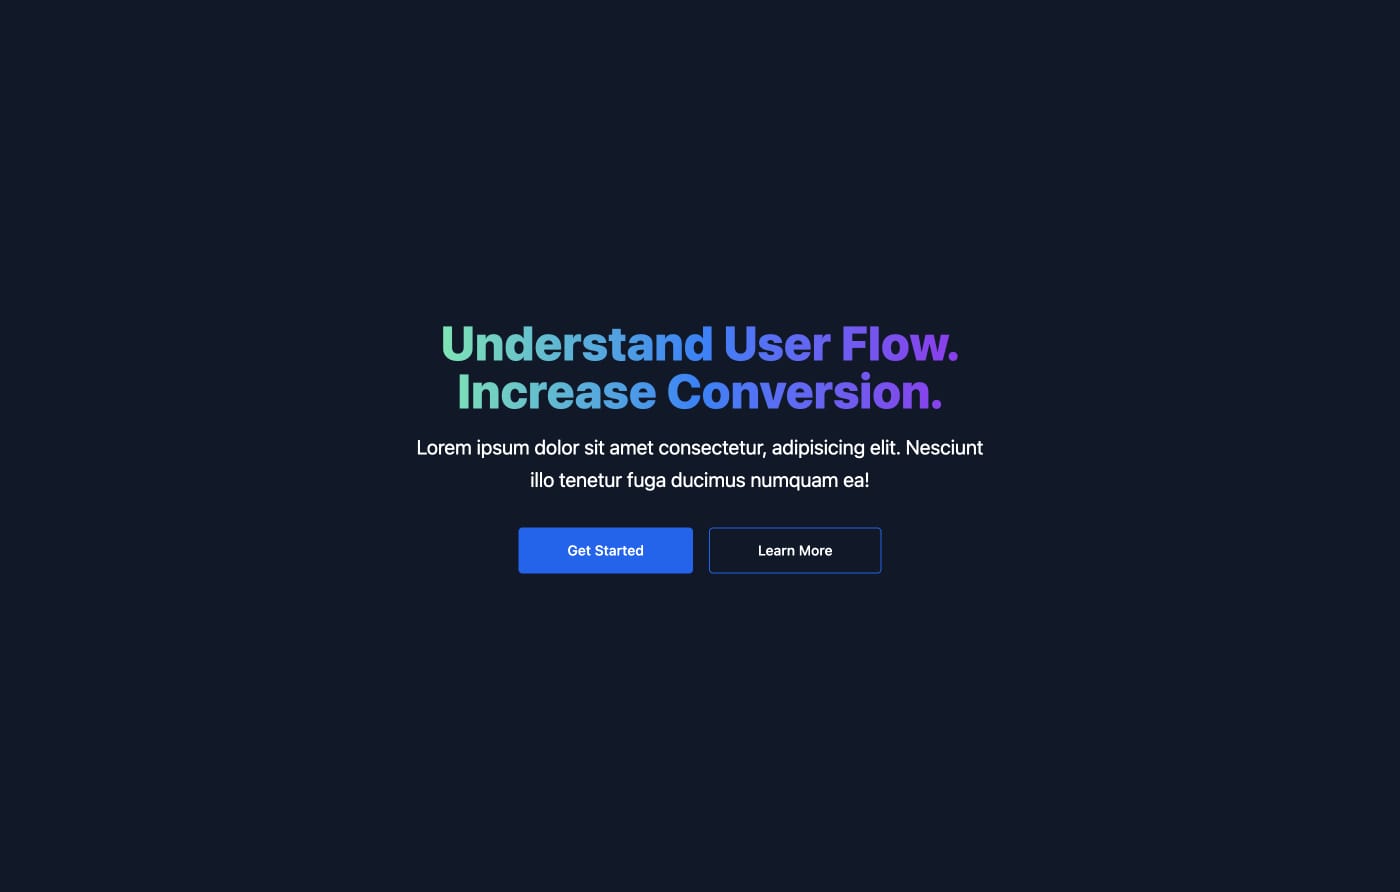 Understand User Flow.
Increase Conversion.
Lorem ipsum dolor sit amet consectetur, adipisicing elit. Nesciunt
illo tenetur fuga ducimus numquam ea!
Get Started
Learn More